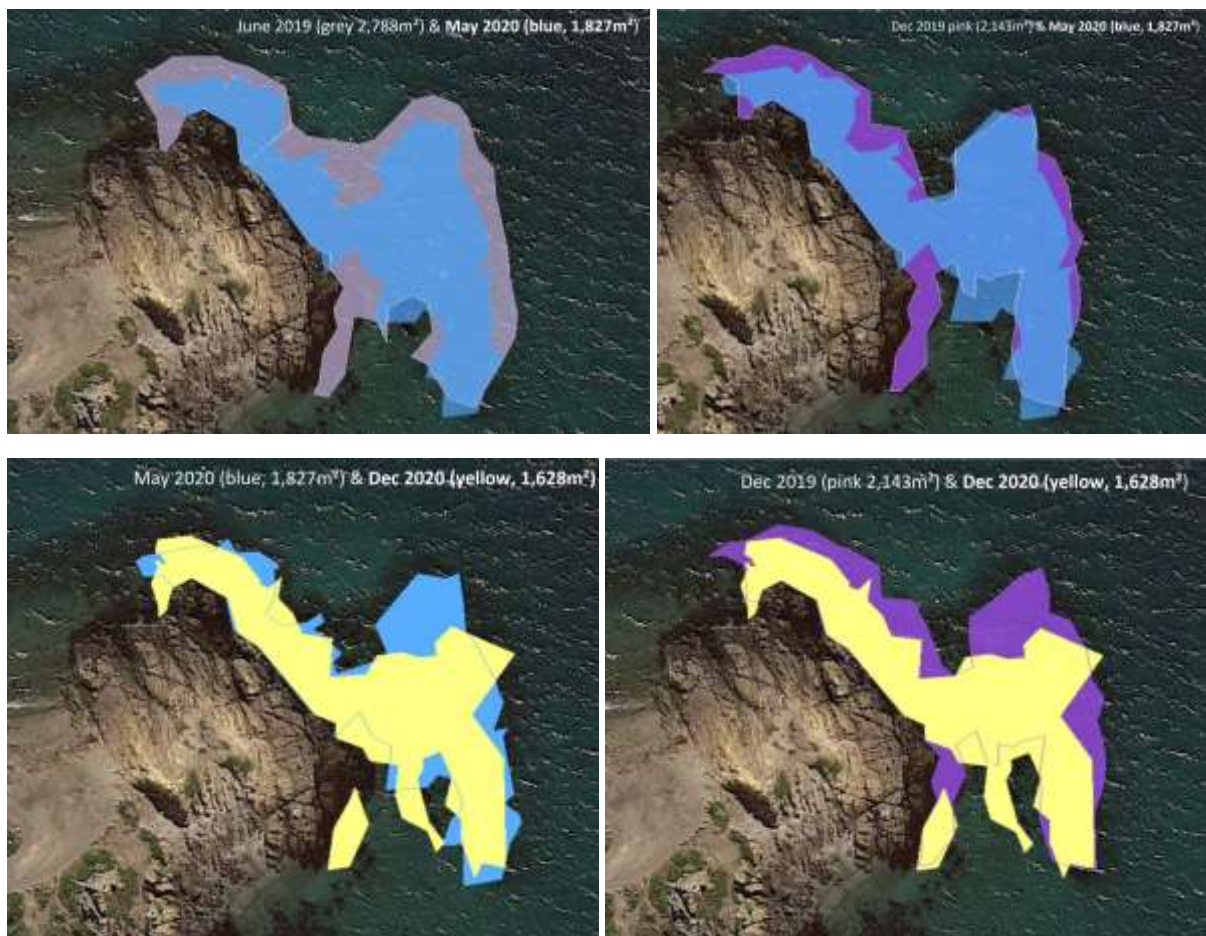 June 2019 (grey 2,788m²) & May 2020 (blue, 1,827m²)
Dec 2019 pink (2,143m²) & May 2020 (blue, 1,827m²)
May 2020 (blue, 1,827m²) & Dec 2020 (yellow, 1,628m²)
Dec 2019 (pink 2,143m²) & Dec 2020 (yellow, 1,628m²)